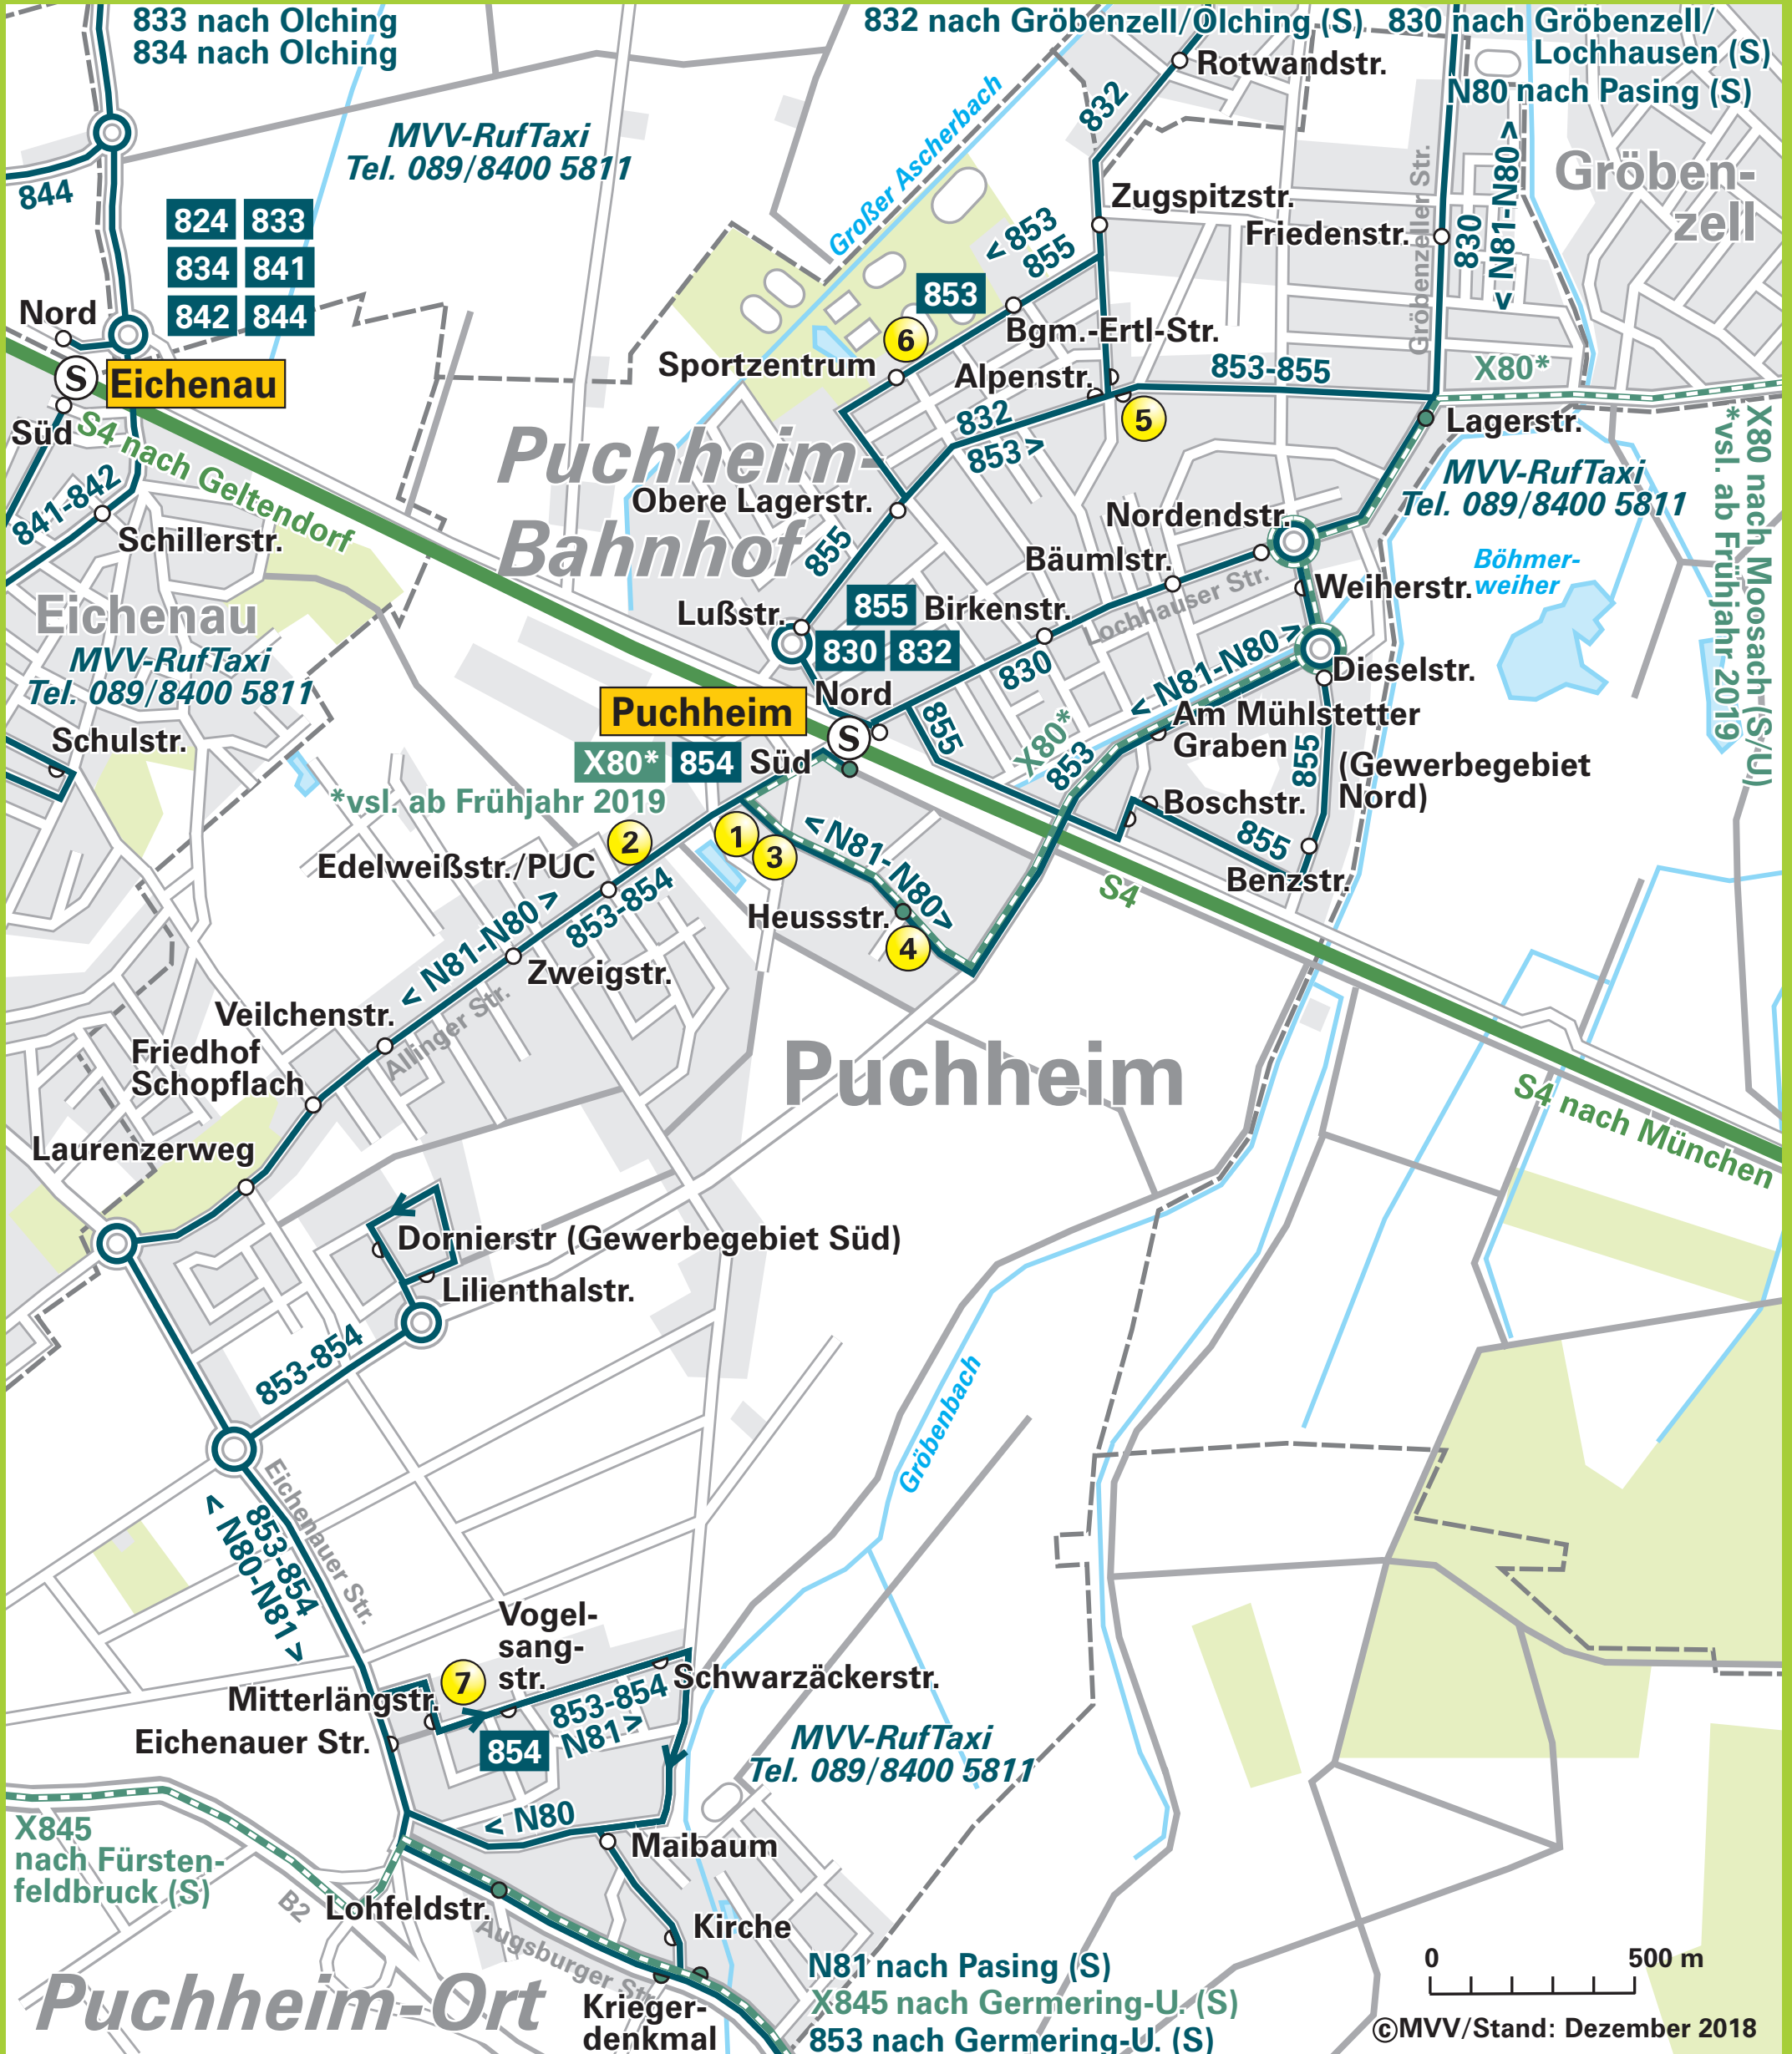 833 nach Olching
834 nach Olching
832 nach Gröbenzell/Olching (S)
830 nach Gröbenzell/
Lochhausen (S)
N80 nach Pasing (S)
Rotwandstr.
832
MVV-RufTaxi
Tel. 089/8400 5811
Großer Ascherbach
844
824 833
834 841
842 844
Zugspitzstr.
Friedenstr.
Gröbenzeller Str.
830
< N81-N80 >
Gröben-
zell
< 853
855
853
Bgm.-Ertl-Str.
Nord
S
Eichenau
Süd
6
Sportzentrum
Alpenstr.
853-855
X80*
5
Lagerstr.
S4 nach Geltendorf
832
853 >
Puchheim-
Bahnhof
Obere Lagerstr.
841-842
Schillerstr.
MVV-RufTaxi
Tel. 089/8400 5811
X80 nach Moosach (S/U)
*vsl. ab Frühjahr 2019
Nordendstr.
Bäumlstr.
Böhmer-
weiher
Weiherstr.
855
Lochhauser Str.
Eichenau
MVV-RufTaxi
Tel. 089/8400 5811
Lußstr.
855
Birkenstr.
830 832
830
< N81-N80 >
Dieselstr.
Nord
Puchheim
S
855
Am Mühlstetter
Graben
X80*
853
855
(Gewerbegebiet
Nord)
Schulstr.
X80* 854 Süd
*vsl. ab Frühjahr 2019
Boschstr.
855
Benzstr.
1
2
3
< N81-N80 >
Edelweißstr./PUC
853-854
Heussstr.
4
S4
< N81-N80 >
Zweigstr.
Veilchenstr.
Allinger Str.
Friedhof
Schopflach
Puchheim
S4 nach München
Laurenzerweg
Dornierstr (Gewerbegebiet Süd)
Lilienthalstr.
853-854
Gröbenbach
Eichenauer Str.
853-854
< N80-N81 >
Vogel-
sang-
str.
7
Schwarzäckerstr.
Mitterlängstr.
853-854
N81 >
Eichenauer Str.
854
MVV-RufTaxi
Tel. 089/8400 5811
X845
nach Fürsten-
feldbruck (S)
< N80
Maibaum
B2
Lohfeldstr.
Augsburger Str.
Kirche
Puchheim-Ort
Krieger-
denkmal
N81 nach Pasing (S)
X845 nach Germering-U. (S)
853 nach Germering-U. (S)
0 500 m
©MVV/Stand: Dezember 2018